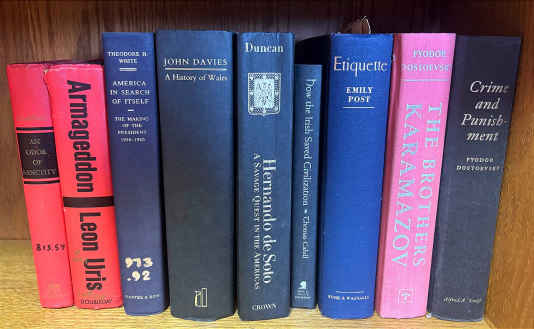 AN
ODOR
OF
SANCTITY
813.54
Armageddon
Leon Uris
DOUBLEDAY
THEODORE H.
WHITE
AMERICA
IN SEARCH
OF ITSELF
THE MAKING
OF THE
PRESIDENT
1956-1980
973
.92
HARPER & ROW
JOHN DAVIES
A History of Wales
Duncan
Hernando de Soto
A SAVAGE QUEST IN THE AMERICAS
CROWN
How the Irish Saved Civilization
Thomas Cahill
Etiquette
EMILY
POST
FUNK & WAGNALLS
FYODOR
DOSTOEVSKY
THE BROTHERS
KARAMAZOV
Crime
and
Punish-
ment
FYODOR
DOSTOEVSKY
Alfred A. Knopf